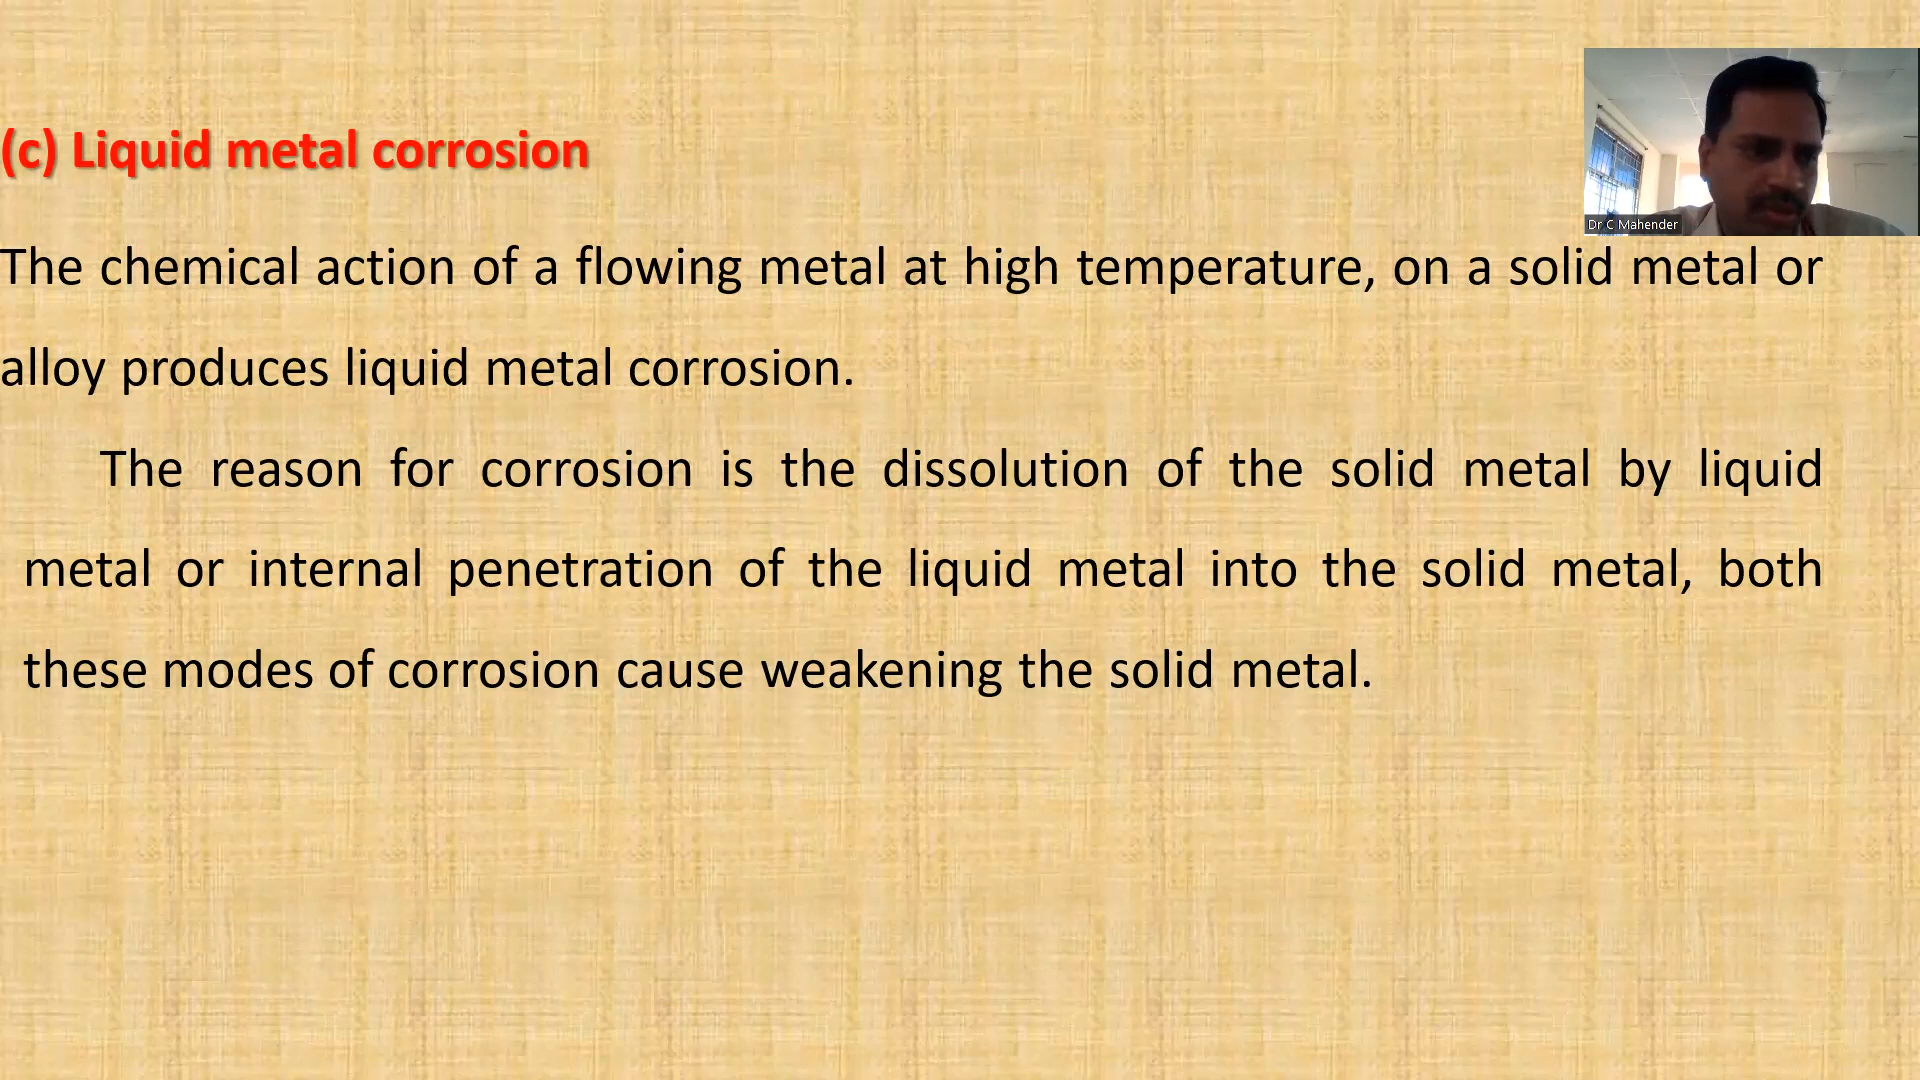 (c) Liquid metal corrosion
Dr C Mahender
The chemical action of a flowing metal at high temperature, on a solid metal or
alloy produces liquid metal corrosion.
The reason for corrosion is the dissolution of the solid metal by liquid
metal or internal penetration of the liquid metal into the solid metal, both
these modes of corrosion cause weakening the solid metal.